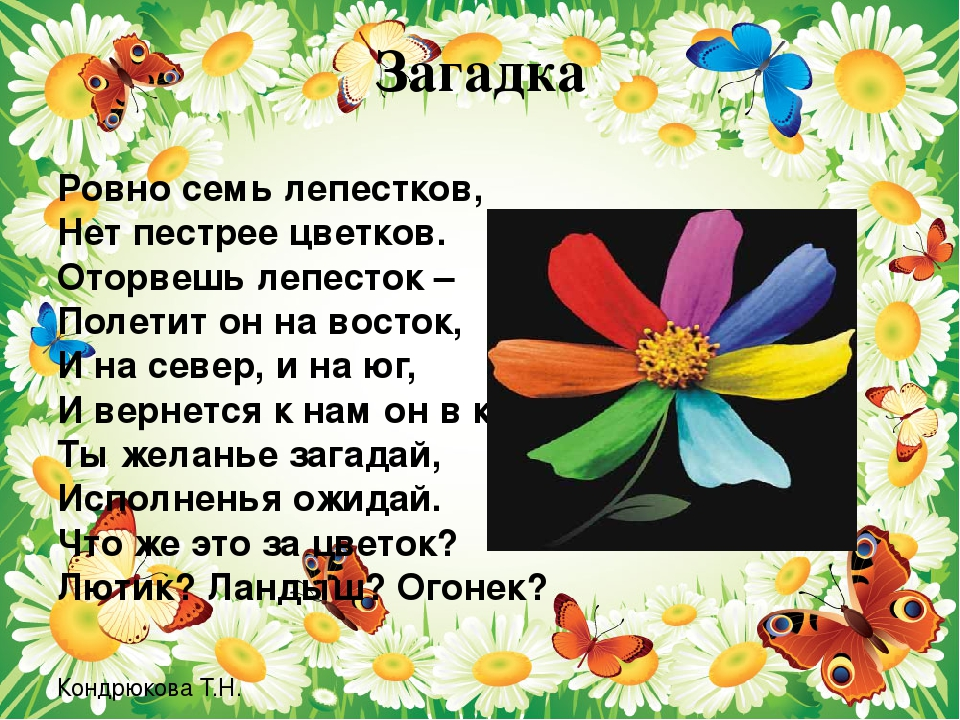 Загадка
Ровно семь лепестков,
Нет пестрее цветков.
Оторвешь лепесток –
Полетит он на восток,
И на север, и на юг,
И вернется к нам он в
Ты желанье загадай,
Исполненья ожидай.
Что же это за цветок?
Лютик? Ландыш? Огонек?
Кондрюкова Т.Н.